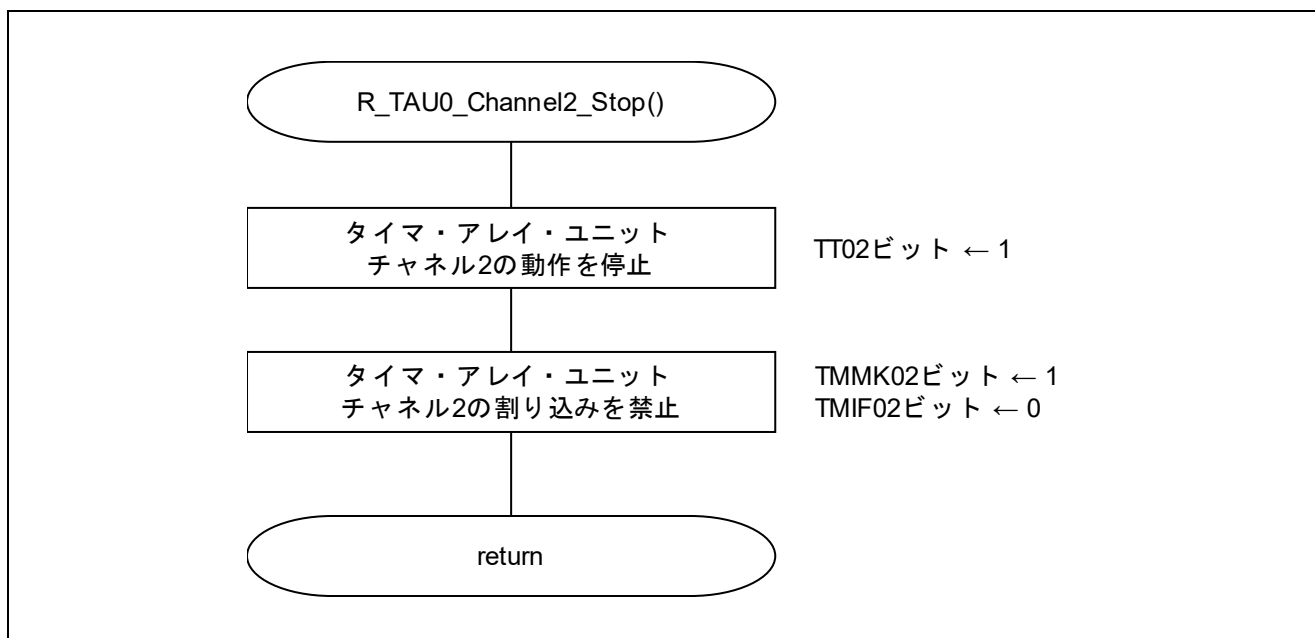 R_TAU0_Channel2_Stop()
タイマ・アレイ・ユニット
チャネル2の動作を停止
TT02ビット ← 1
タイマ・アレイ・ユニット
チャネル2の割り込みを禁止
TMMK02ビット ← 1
TMIF02ビット ← 0
return